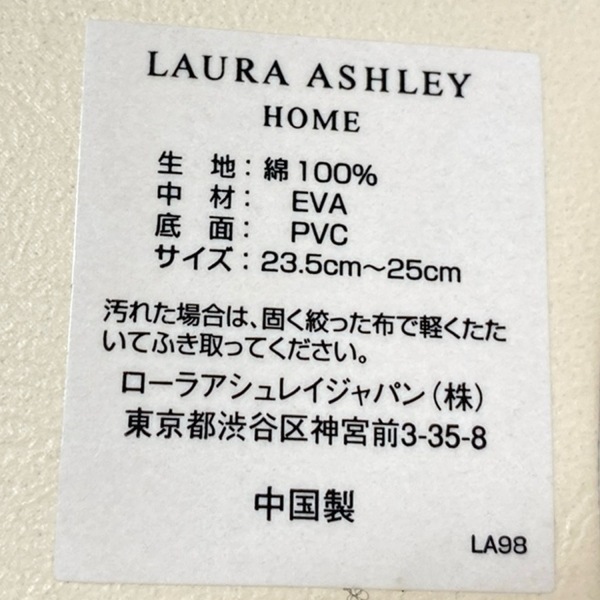 LAURA ASHLEY
HOME
生　地：綿100%
中　材：　EVA
底　面：　PVC
サイズ：23.5cm～25cm
汚れた場合は、固く絞った布で軽くたた
いてふき取ってください。
ローラアシュレイジャパン（株）
東京都渋谷区神宮前3-35-8
中国製
LA98